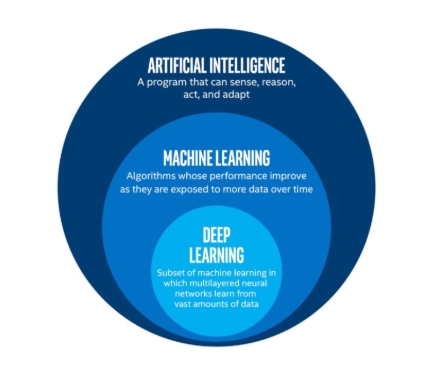 ARTIFICIAL INTELLIGENCE
A program that can sense, reason,
act, and adapt
MACHINE LEARNING
Algorithms whose performance improve
as they are exposed to more data over time
DEEP
LEARNING
Subset of machine learning in
which multilayered neural
networks learn from
vast amounts of data